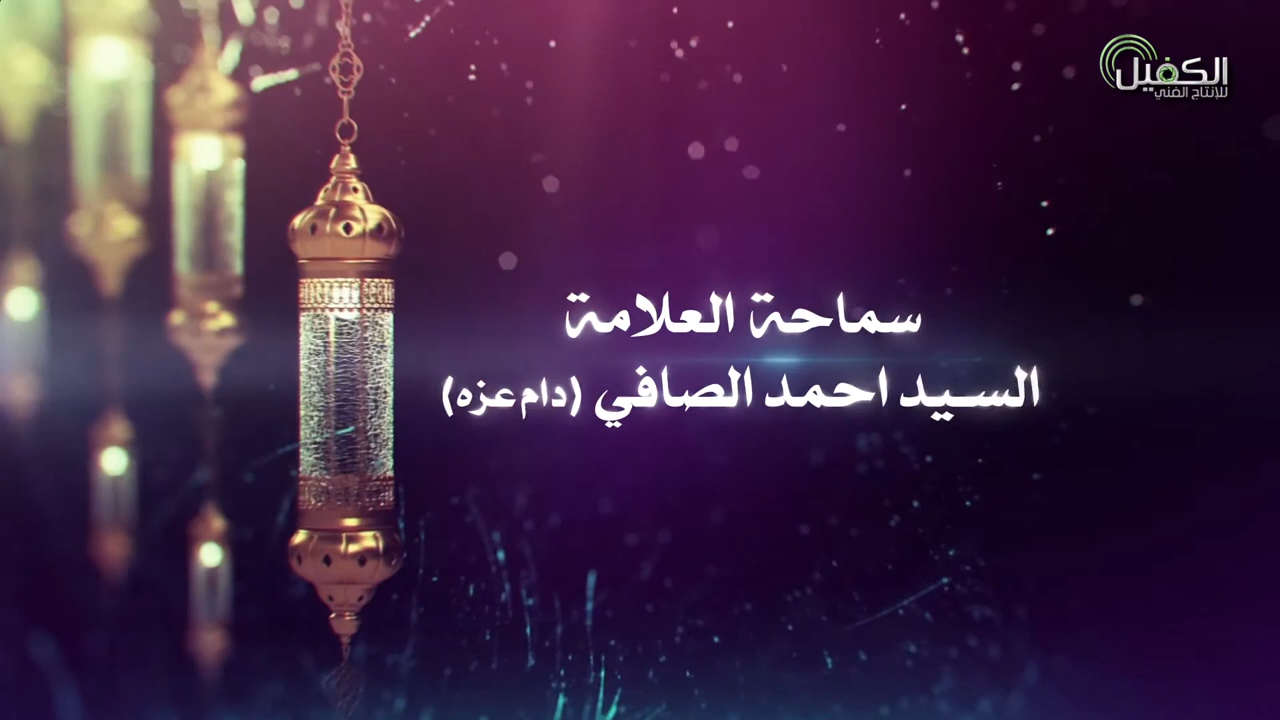 الكفيل
للإنتاج الفني
سماحة العلامة
السيد احمد الصافي (دام عزه)